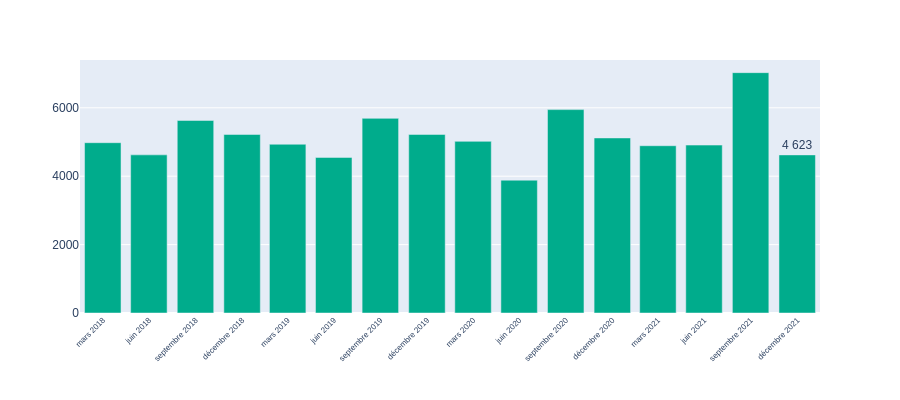 6000
4000
2000
0
4 623
mars 2018
juin 2018
septembre 2018
décembre 2018
mars 2019
juin 2019
septembre 2019
décembre 2019
mars 2020
juin 2020
septembre 2020
décembre 2020
mars 2021
juin 2021
septembre 2021
décembre 2021